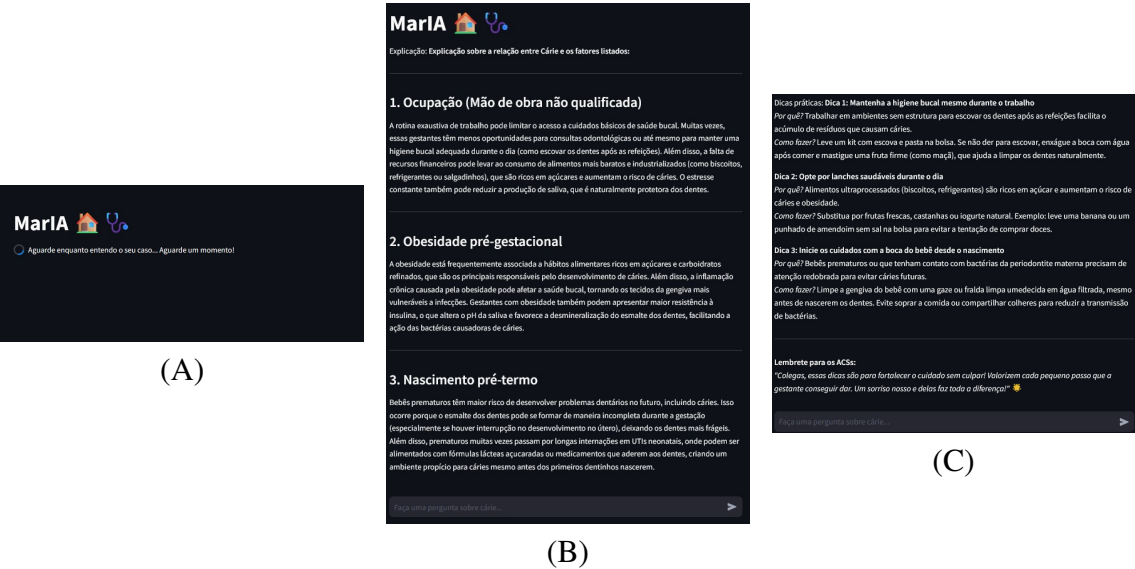 MarIA
Aguarde enquanto entendo o seu caso... Aguarde um momento!
(A)
MarIA
Explicação: Explicação sobre a relação entre Cárie e os fatores listados:
1. Ocupação (Mão de obra não qualificada)
A rotina exaustiva de trabalho pode limitar o acesso a cuidados básicos de saúde bucal. Muitas vezes,
essas gestantes têm menos oportunidades para consultas odontológicas ou até mesmo para manter uma
higiene bucal adequada durante o dia (como escovar os dentes após as refeições). Além disso, a falta de
recursos financeiros pode levar ao consumo de alimentos mais baratos e industrializados (como biscoitos,
refrigerantes ou salgadinhos), que são ricos em açúcares e aumentam o risco de cáries. O estresse
constante também pode reduzir a produção de saliva, que é naturalmente protetora dos dentes.
2. Obesidade pré-gestacional
A obesidade está frequentemente associada a hábitos alimentares ricos em açúcares e carboidratos
refinados, que são os principais responsáveis pelo desenvolvimento de cáries. Além disso, a inflamação
crônica causada pela obesidade pode afetar a saúde bucal, tornando os tecidos da gengiva mais
vulneráveis a infecções. Gestantes com obesidade também podem apresentar maior resistência à
insulina, o que altera o pH da saliva e favorece a desmineralização do esmalte dos dentes, facilitando a
ação das bactérias causadoras de cáries.
3. Nascimento pré-termo
Bebês prematuros têm maior risco de desenvolver problemas dentários no futuro, incluindo cáries. Isso
ocorre porque o esmalte dos dentes pode se formar de maneira incompleta durante a gestação
(especialmente se houver interrupção no desenvolvimento no útero), deixando os dentes mais frágeis.
Além disso, prematuros muitas vezes passam por longas internações em UTIs neonatais, onde podem ser
alimentados com fórmulas lácteas açucaradas ou medicamentos que aderem aos dentes, criando um
ambiente propício para cáries mesmo antes dos primeiros dentinhos nascerem.
Faça uma pergunta sobre cárie...
(B)
Dicas práticas: Dica 1: Mantenha a higiene bucal mesmo durante o trabalho
Por quê? Trabalhar em ambientes sem estrutura para escovar os dentes após as refeições facilita o
acúmulo de resíduos que causam cáries.
Como fazer? Leve um kit com escova e pasta na bolsa. Se não der para escovar, enxágue a boca com água
após comer e mastigue uma fruta firme (como maçã), que ajuda a limpar os dentes naturalmente.
Dica 2: Opte por lanches saudáveis durante o dia
Por quê? Alimentos ultraprocessados (biscoitos, refrigerantes) são ricos em açúcar e aumentam o risco de
cáries e obesidade.
Como fazer? Substitua por frutas frescas, castanhas ou iogurte natural. Exemplo: leve uma banana ou um
punhado de amendoim sem sal na bolsa para evitar a tentação de comprar doces.
Dica 3: Inicie os cuidados com a boca do bebê desde o nascimento
Por quê? Bebês prematuros ou que tenham contato com bactérias da periodontite materna precisam de
atenção redobrada para evitar cáries futuras.
Como fazer? Limpe a gengiva do bebê com uma gaze ou fralda limpa umedecida em água filtrada, mesmo
antes de nascerem os dentes. Evite soprar a comida ou compartilhar colheres para reduzir a transmissão
de bactérias.
Lembrete para os ACSs:
"Colegas, essas dicas são para fortalecer o cuidado sem culpar! Valorizem cada pequeno passo que a
gestante conseguir dar. Um sorriso nosso e delas faz toda a diferença!"
Faça uma pergunta sobre cárie...
(C)